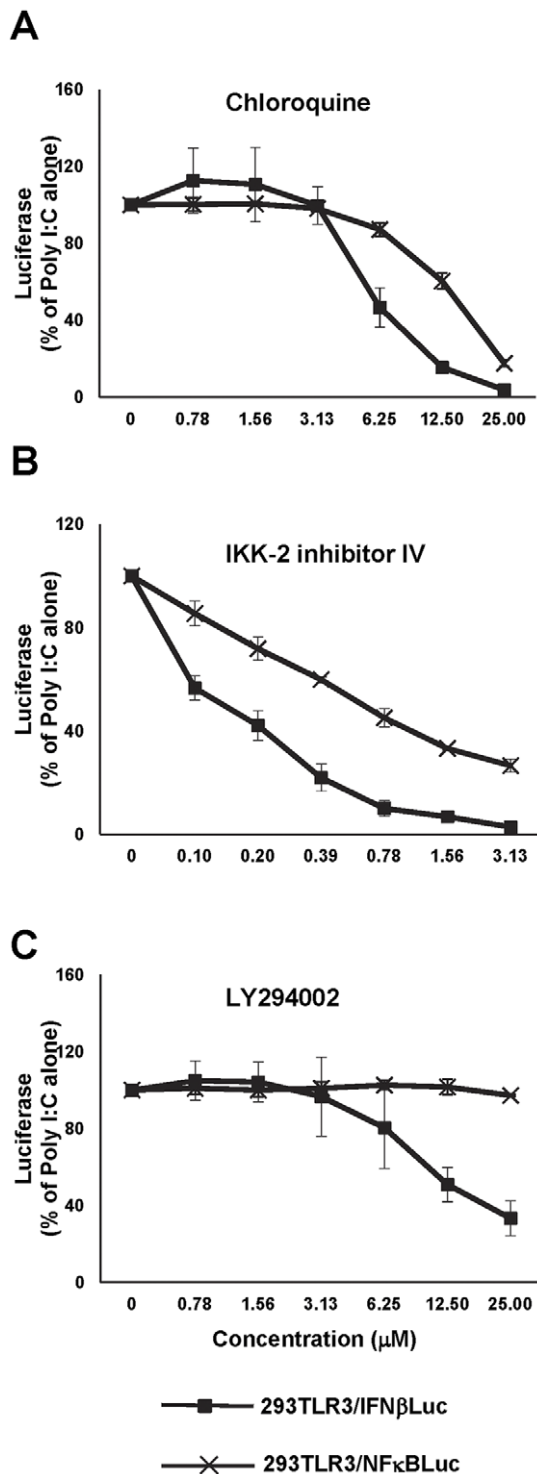 A
Chloroquine
Luciferase
(% of Poly I:C alone)
160
120
80
40
0
0 0.78 1.56 3.13 6.25 12.50 25.00
B
IKK-2 inhibitor IV
Luciferase
(% of Poly I:C alone)
120
80
40
0
0 0.10 0.20 0.39 0.78 1.56 3.13
C
LY294002
Luciferase
(% of Poly I:C alone)
160
120
80
40
0
0 0.78 1.56 3.13 6.25 12.50 25.00
Concentration (μM)
293TLR3/IFNβLuc
293TLR3/NFκBLuc